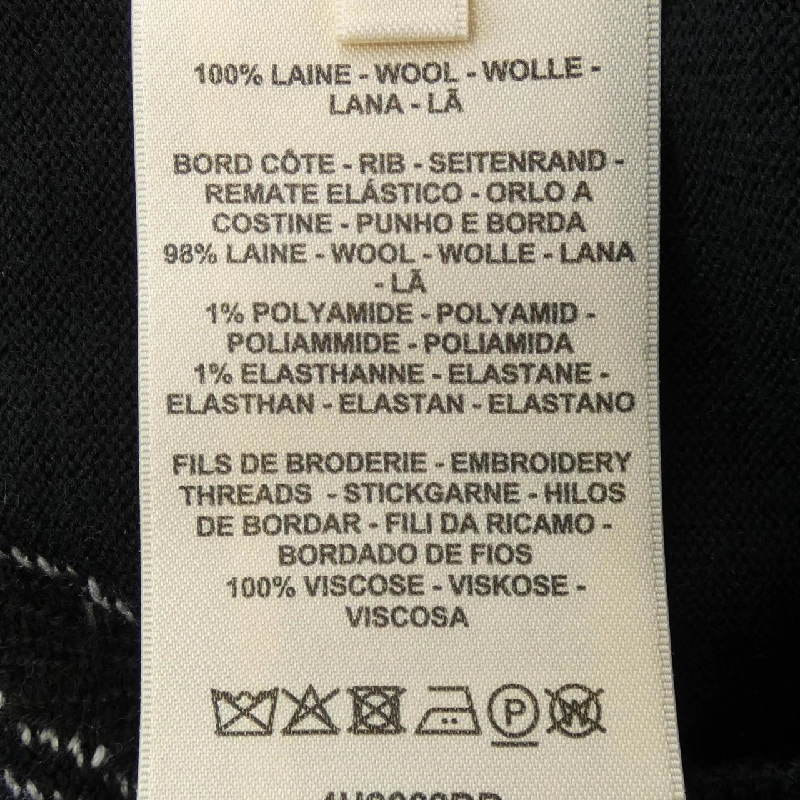 100% LAINE - WOOL - WOLLE -
LANA - LÃ
BORD CÔTE - RIB - SEITENRAND -
REMATE ELÁSTICO - ORLO A
COSTINE - PUNHO E BORDA
98% LAINE - WOOL - WOLLE - LANA
- LÃ
1% POLYAMIDE - POLYAMID -
POLIAMMIDE - POLIAMIDA
1% ELASTHANNE - ELASTANE -
ELASTHAN - ELASTAN - ELASTANO
FILS DE BRODERIE - EMBROIDERY
THREADS - STICKGARNE - HILOS
DE BORDAR - FILI DA RICAMO -
BORDADO DE FIOS
100% VISCOSE - VISKOSE -
VISCOSA
P W